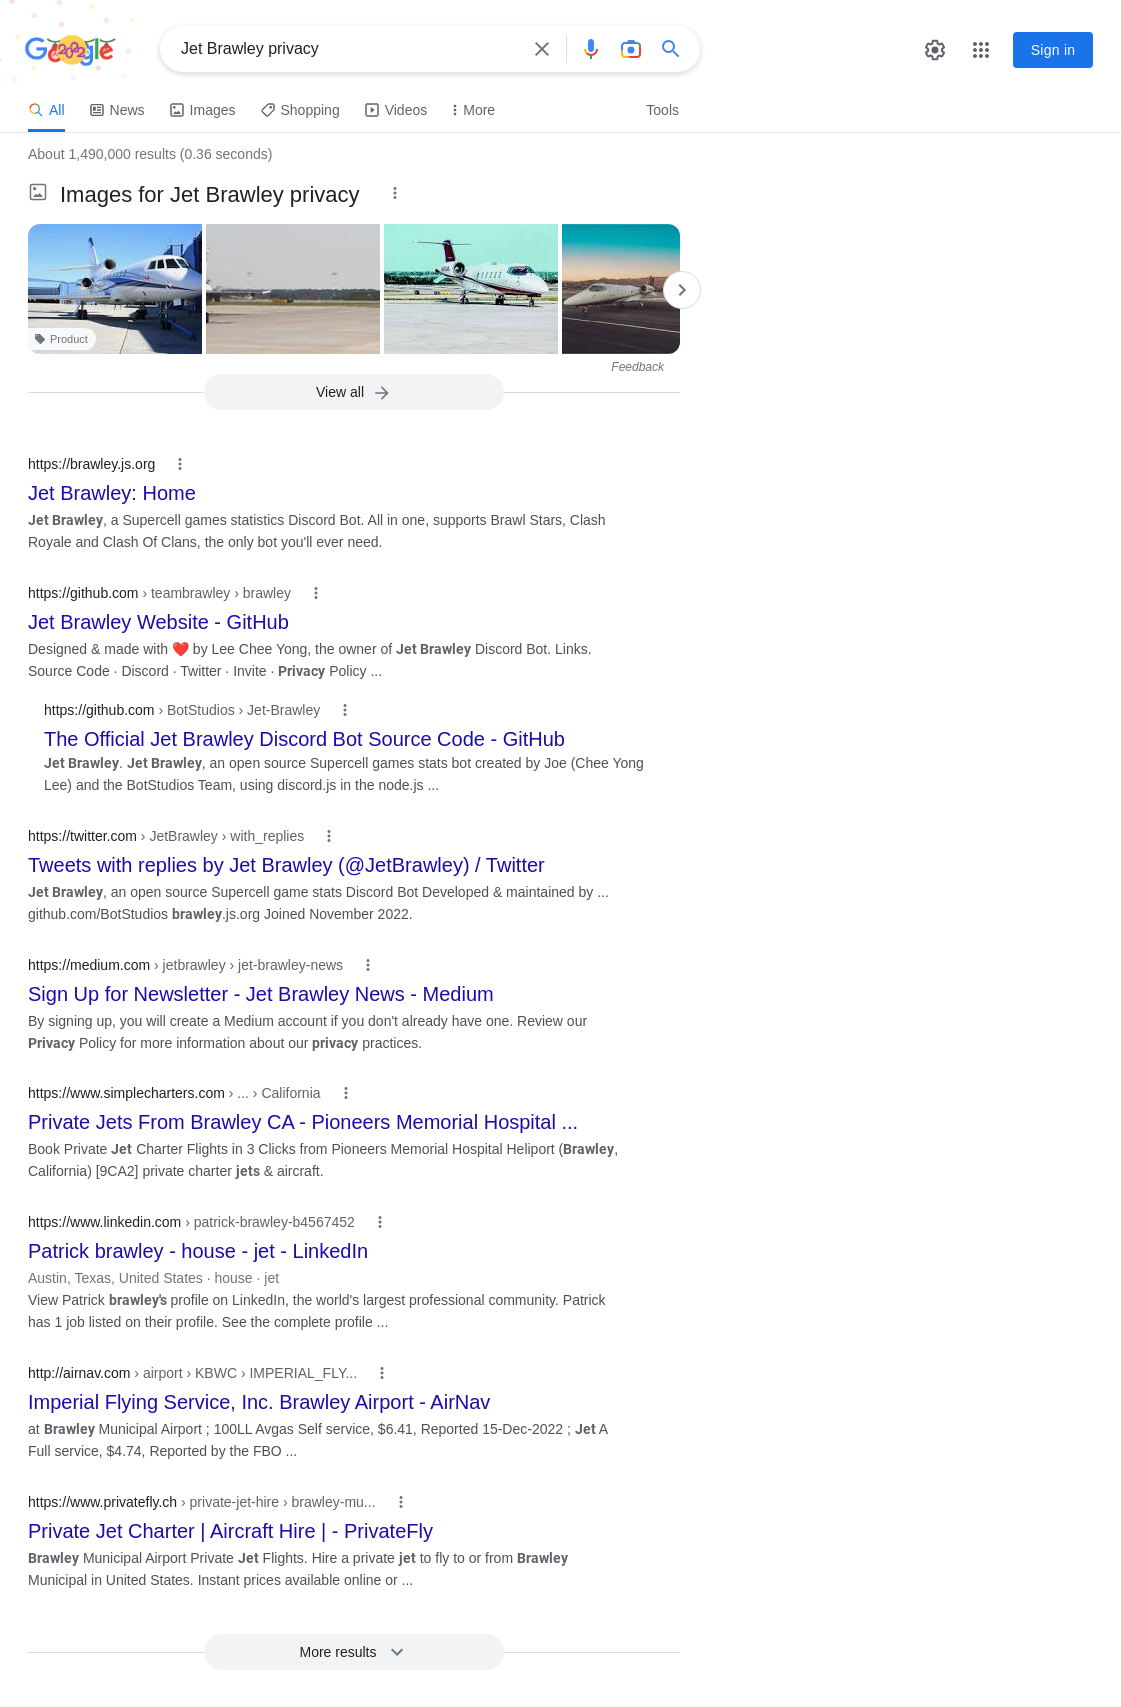 Google
Jet Brawley privacy
Sign in
All
News
Images
Shopping
Videos
More
Tools
About 1,490,000 results (0.36 seconds)
Images for Jet Brawley privacy
Product
Feedback
View all
https://brawley.js.org
Jet Brawley: Home
Jet Brawley, a Supercell games statistics Discord Bot. All in one, supports Brawl Stars, Clash
Royale and Clash Of Clans, the only bot you'll ever need.
https://github.com › teambrawley › brawley
Jet Brawley Website - GitHub
Designed & made with ❤️ by Lee Chee Yong, the owner of Jet Brawley Discord Bot. Links.
Source Code · Discord · Twitter · Invite · Privacy Policy ...
https://github.com › BotStudios › Jet-Brawley
The Official Jet Brawley Discord Bot Source Code - GitHub
Jet Brawley. Jet Brawley, an open source Supercell games stats bot created by Joe (Chee Yong
Lee) and the BotStudios Team, using discord.js in the node.js ...
https://twitter.com › JetBrawley › with_replies
Tweets with replies by Jet Brawley (@JetBrawley) / Twitter
Jet Brawley, an open source Supercell game stats Discord Bot Developed & maintained by ...
github.com/BotStudios brawley.js.org Joined November 2022.
https://medium.com › jetbrawley › jet-brawley-news
Sign Up for Newsletter - Jet Brawley News - Medium
By signing up, you will create a Medium account if you don't already have one. Review our
Privacy Policy for more information about our privacy practices.
https://www.simplecharters.com › ... › California
Private Jets From Brawley CA - Pioneers Memorial Hospital ...
Book Private Jet Charter Flights in 3 Clicks from Pioneers Memorial Hospital Heliport (Brawley,
California) [9CA2] private charter jets & aircraft.
https://www.linkedin.com › patrick-brawley-b4567452
Patrick brawley - house - jet - LinkedIn
Austin, Texas, United States · house · jet
View Patrick brawley's profile on LinkedIn, the world's largest professional community. Patrick
has 1 job listed on their profile. See the complete profile ...
http://airnav.com › airport › KBWC › IMPERIAL_FLY...
Imperial Flying Service, Inc. Brawley Airport - AirNav
at Brawley Municipal Airport ; 100LL Avgas Self service, $6.41, Reported 15-Dec-2022 ; Jet A
Full service, $4.74, Reported by the FBO ...
https://www.privatefly.ch › private-jet-hire › brawley-mu...
Private Jet Charter | Aircraft Hire | - PrivateFly
Brawley Municipal Airport Private Jet Flights. Hire a private jet to fly to or from Brawley
Municipal in United States. Instant prices available online or ...
More results